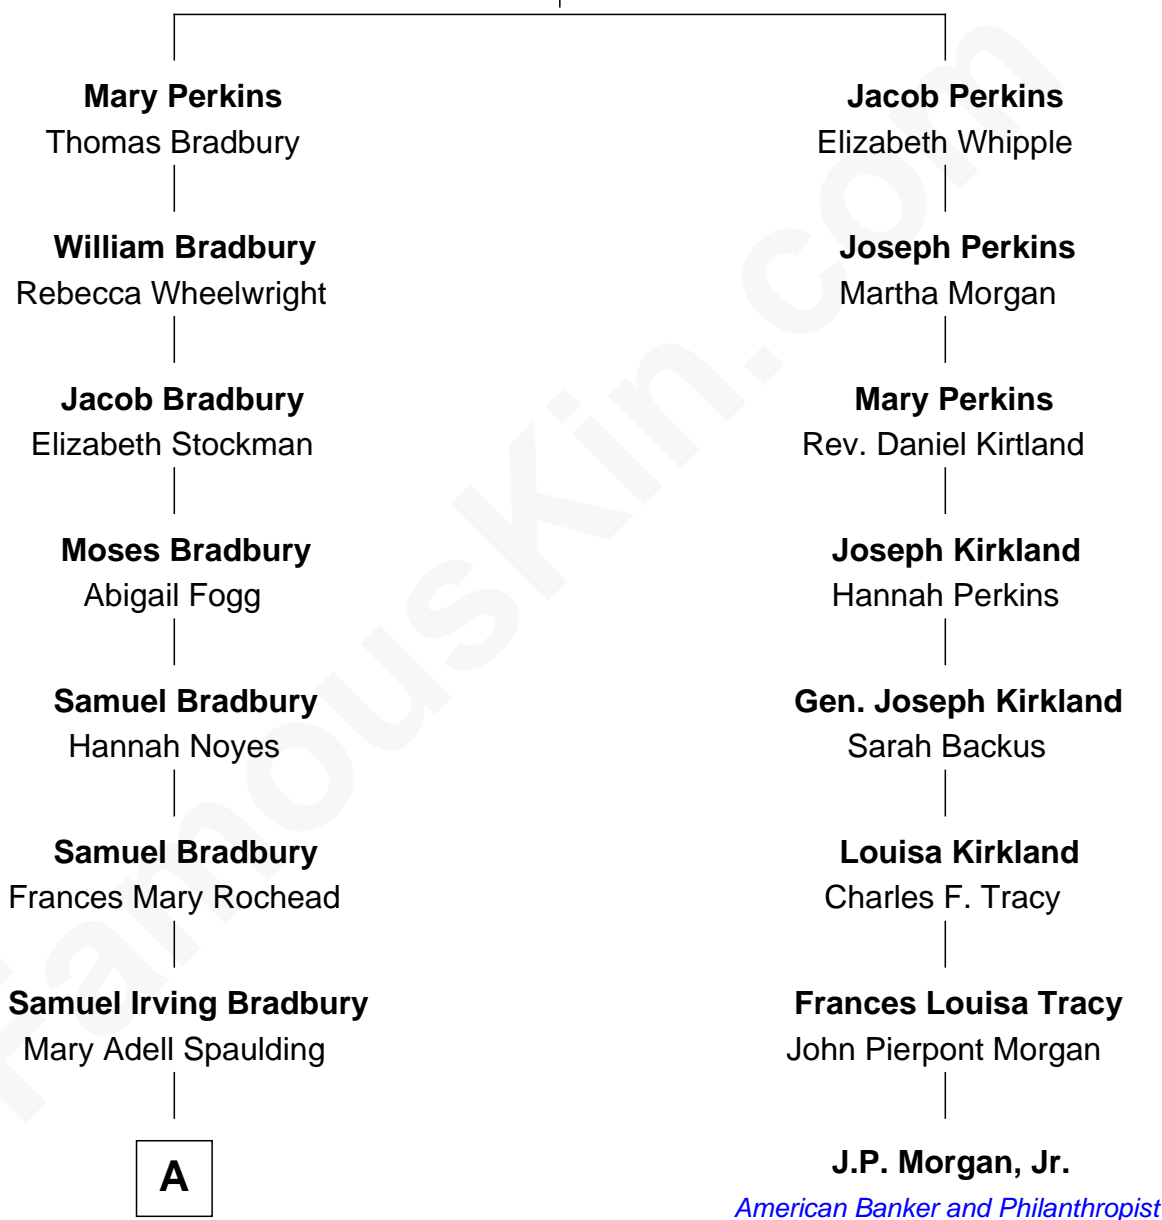 Mary Perkins
Thomas Bradbury
William Bradbury
Rebecca Wheelwright
Jacob Bradbury
Elizabeth Stockman
Moses Bradbury
Abigail Fogg
Samuel Bradbury
Hannah Noyes
Samuel Bradbury
Frances Mary Rochead
Samuel Irving Bradbury
Mary Adell Spaulding
A
Jacob Perkins
Elizabeth Whipple
Joseph Perkins
Martha Morgan
Mary Perkins
Rev. Daniel Kirtland
Joseph Kirkland
Hannah Perkins
Gen. Joseph Kirkland
Sarah Backus
Louisa Kirkland
Charles F. Tracy
Frances Louisa Tracy
John Pierpont Morgan
J.P. Morgan, Jr.
American Banker and Philanthropist
FamousKin.com